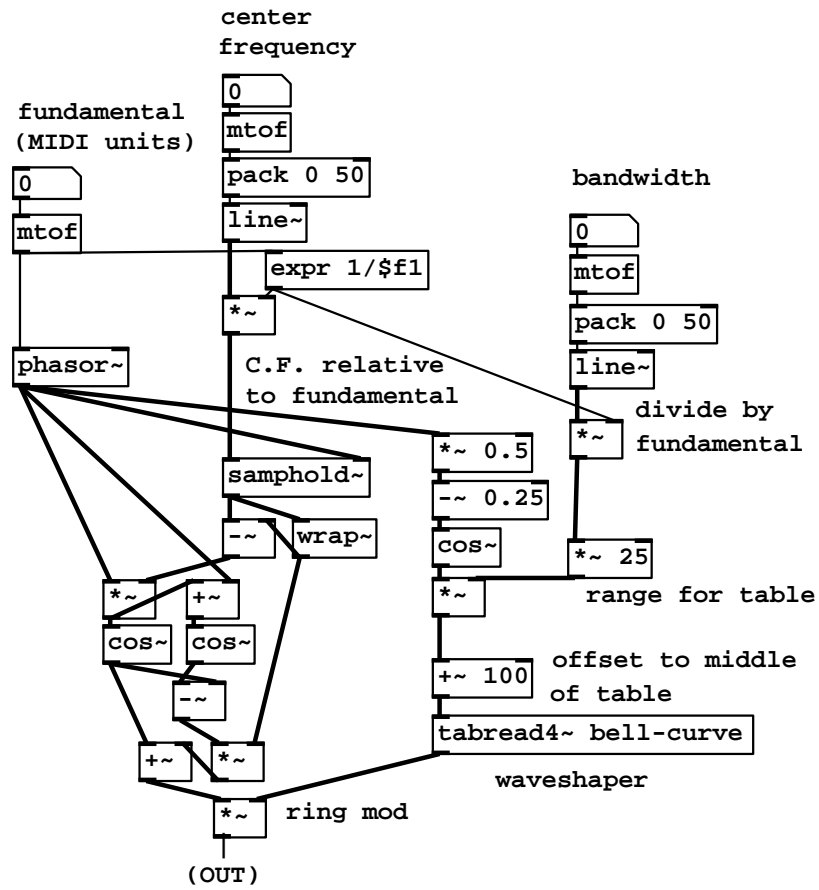 center
frequency
0
fundamental
(MIDI units)
mtof
0
pack 0 50
bandwidth
line~
0
mtof
expr 1/$f1
mtof
*~
pack 0 50
phasor~
C.F. relative
to fundamental
line~
divide by
fundamental
*~
*~ 0.5
samphold~
-~ 0.25
-~
wrap~
cos~
*~ 25
*~
+~
*~
range for table
cos~
cos~
offset to middle
of table
+~ 100
-~
tabread4~ bell-curve
+~
*~
waveshaper
*~
ring mod
(OUT)